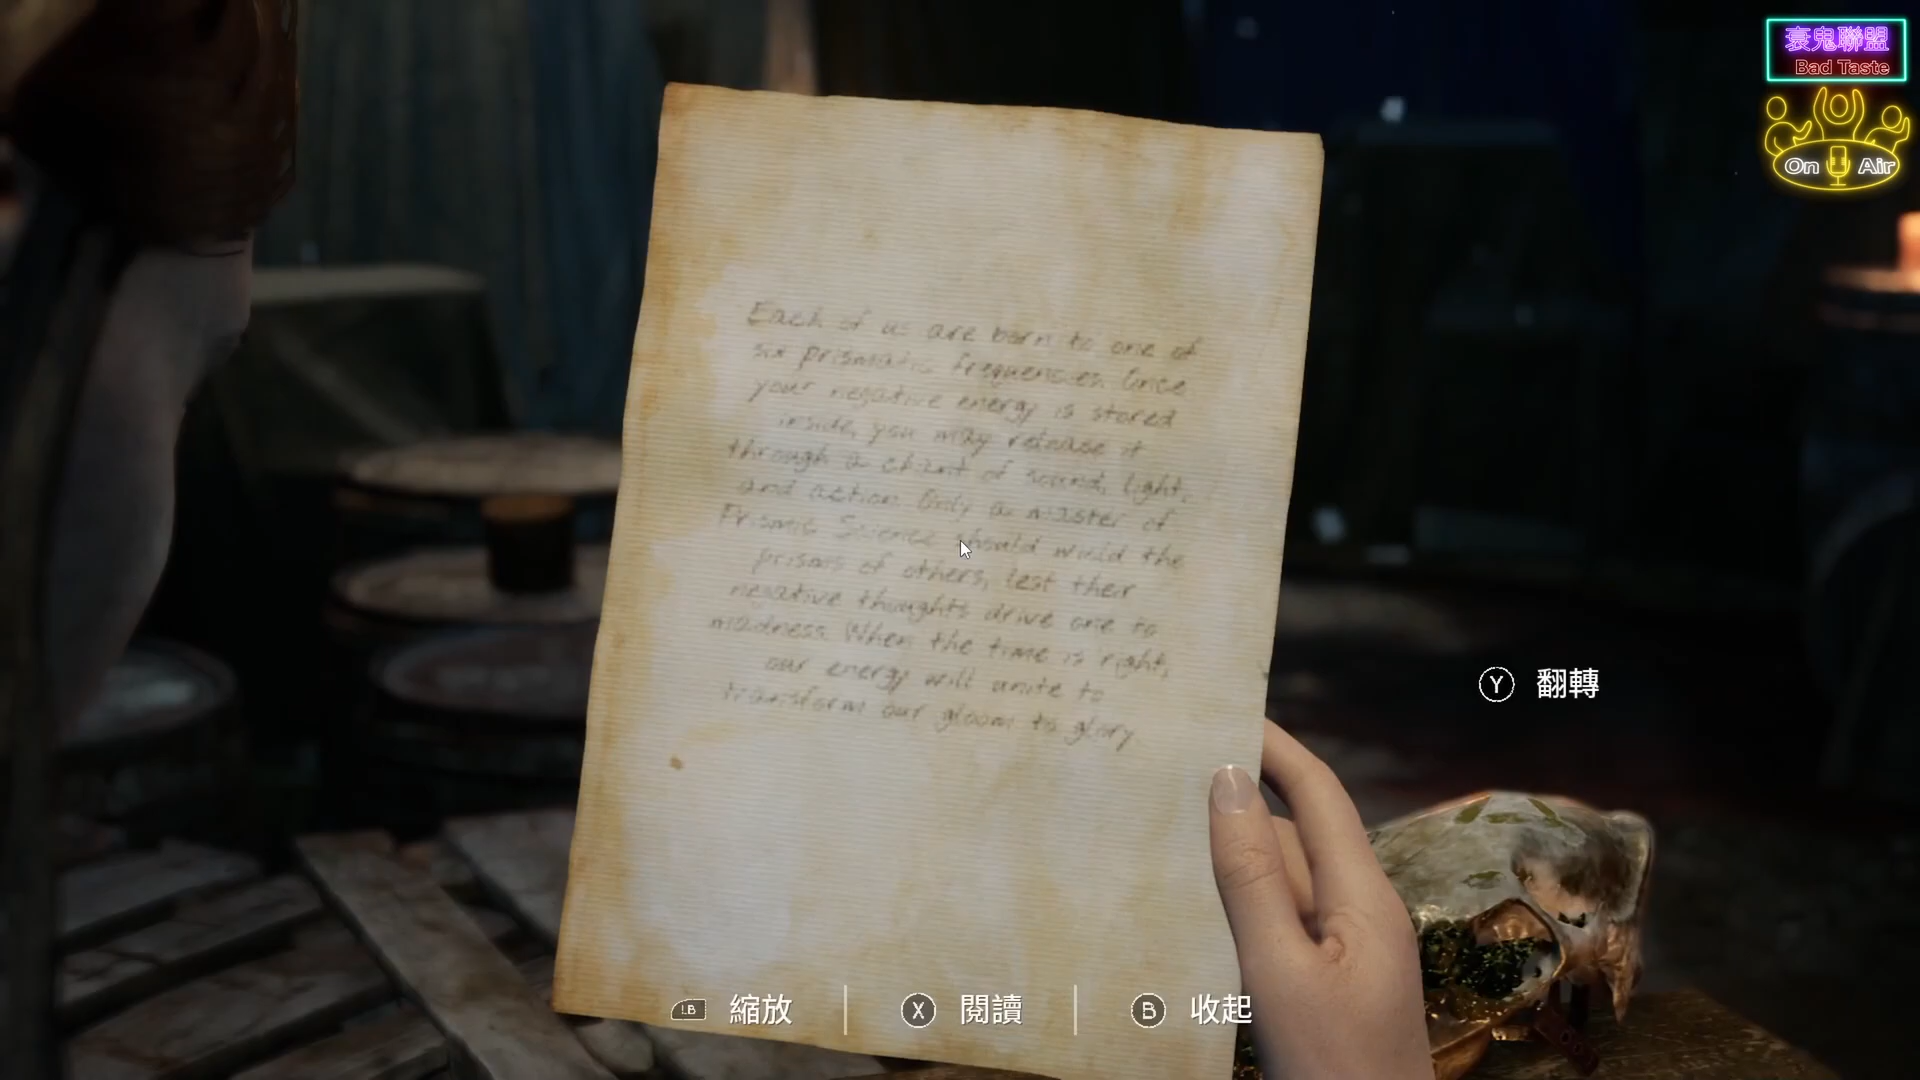 衰鬼聯盟
Bad Taste
On Air
Each of us are born to one of
six prismatic frequencies. Once
your negative energy is stored
inside, you may release it
through a chant of sound, light,
and action. Only a master of
Prismic Science should wield the
prisms of others, lest their
negative thoughts drive one to
madness. When the time is right,
our energy will unite to
transform our gloom to glory.
Y 翻轉
LB 縮放
X 閱讀
B 收起